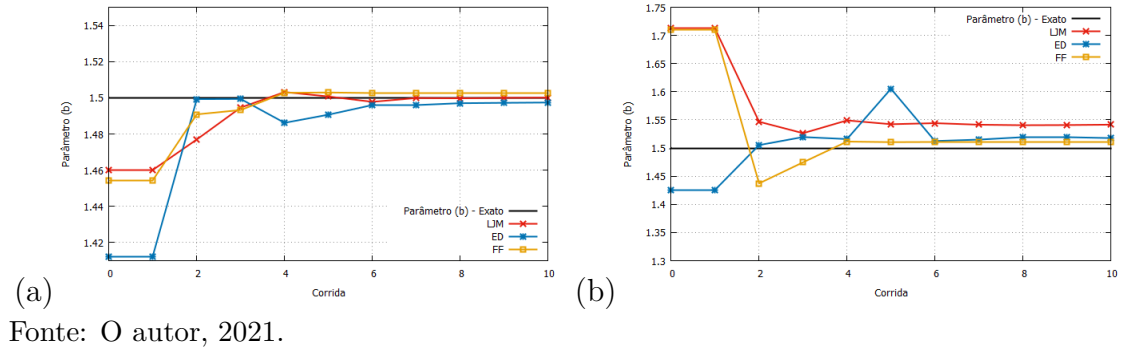 1.54
1.52
1.5
1.48
1.46
1.44
1.42
Parâmetro (b)
Parâmetro (b) - Exato
LJM
ED
FF
0 2 4 6 8 10
Corrida
(a)
1.75
1.7
1.65
1.6
1.55
1.5
1.45
1.4
1.35
1.3
Parâmetro (b)
Parâmetro (b) - Exato
LJM
ED
FF
0 2 4 6 8 10
Corrida
(b)
Fonte: O autor, 2021.